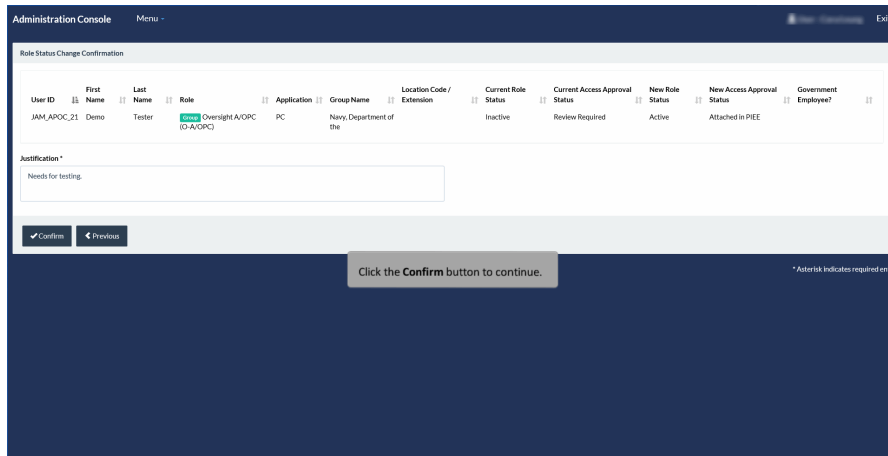 Administration Console Menu
Exi
Role Status Change Confirmation
User ID First Name Last Name Role Application Group Name Location Code / Extension Current Role Status Current Access Approval Status New Role Status New Access Approval Status Government Employee?
JAM_APOC_21 Demo Tester Group Oversight A/OPC (O-A/OPC) PC Navy, Department of the Inactive Review Required Active Attached in PIEE
Justification *
Needs for testing.
Confirm Previous
Click the Confirm button to continue.
* Asterisk indicates required en